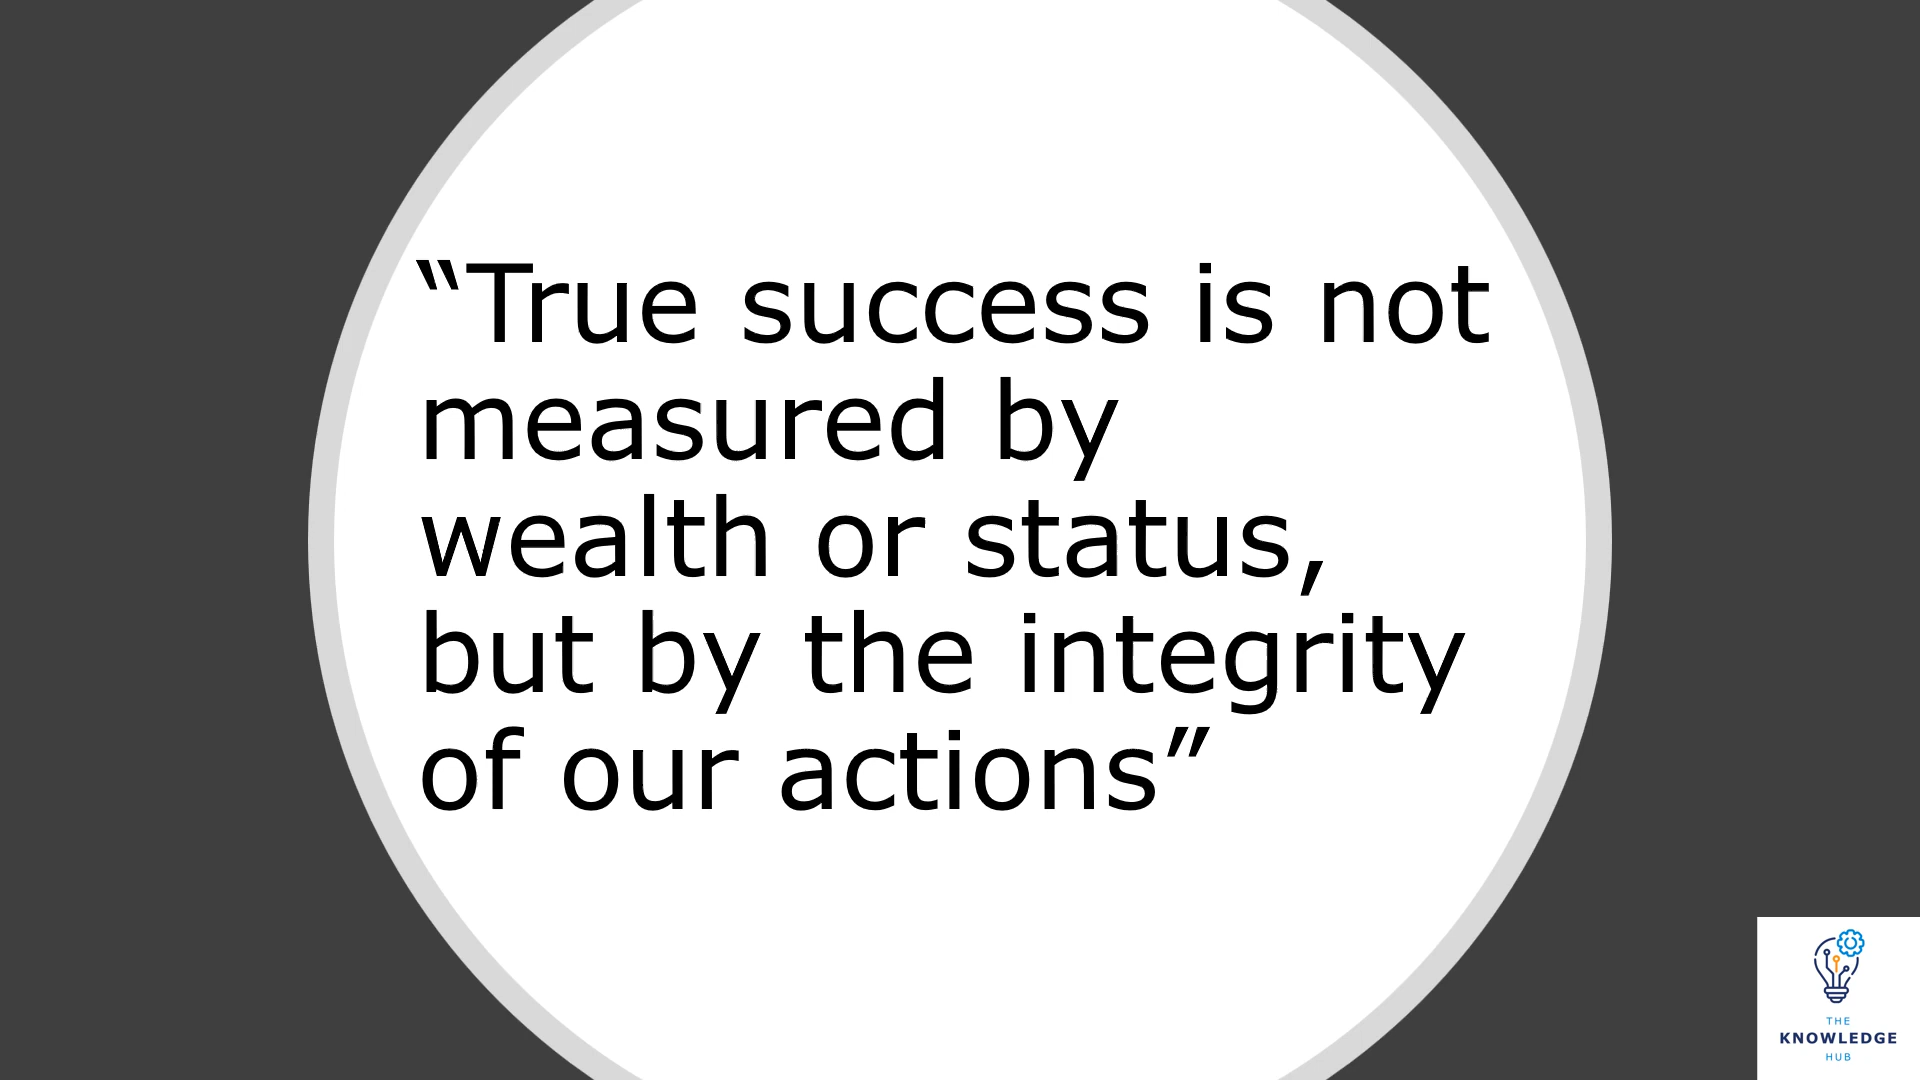 “True success is not
measured by
wealth or status,
but by the integrity
of our actions”
THE
KNOWLEDGE
HUB